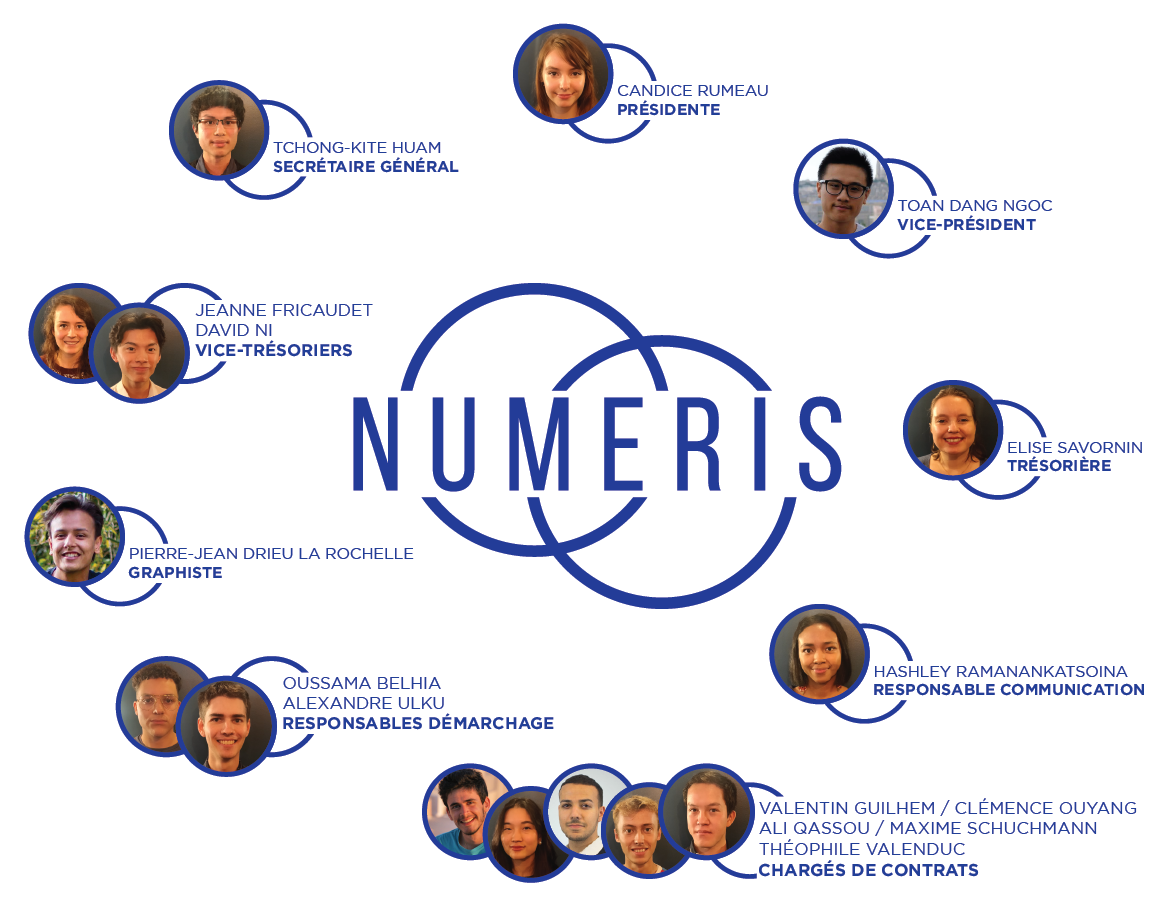 CANDICE RUMEAU
PRÉSIDENTE
TCHONG-KITE HUAM
SECRÉTAIRE GÉNÉRAL
TOAN DANG NGOC
VICE-PRÉSIDENT
JEANNE FRICAUDET
DAVID NI
VICE-TRÉSORIERS
NUMERIS
ELISE SAVORNIN
TRÉSORIÈRE
PIERRE-JEAN DRIEU LA ROCHELLE
GRAPHISTE
HASHLEY RAMANANKATSOINA
RESPONSABLE COMMUNICATION
OUSSAMA BELHIA
ALEXANDRE ULKU
RESPONSABLES DÉMARCHAGE
VALENTIN GUILHEM / CLÉMENCE OUYANG
ALI QASSOU / MAXIME SCHUCHMANN
THÉOPHILE VALENDUC
CHARGÉS DE CONTRATS